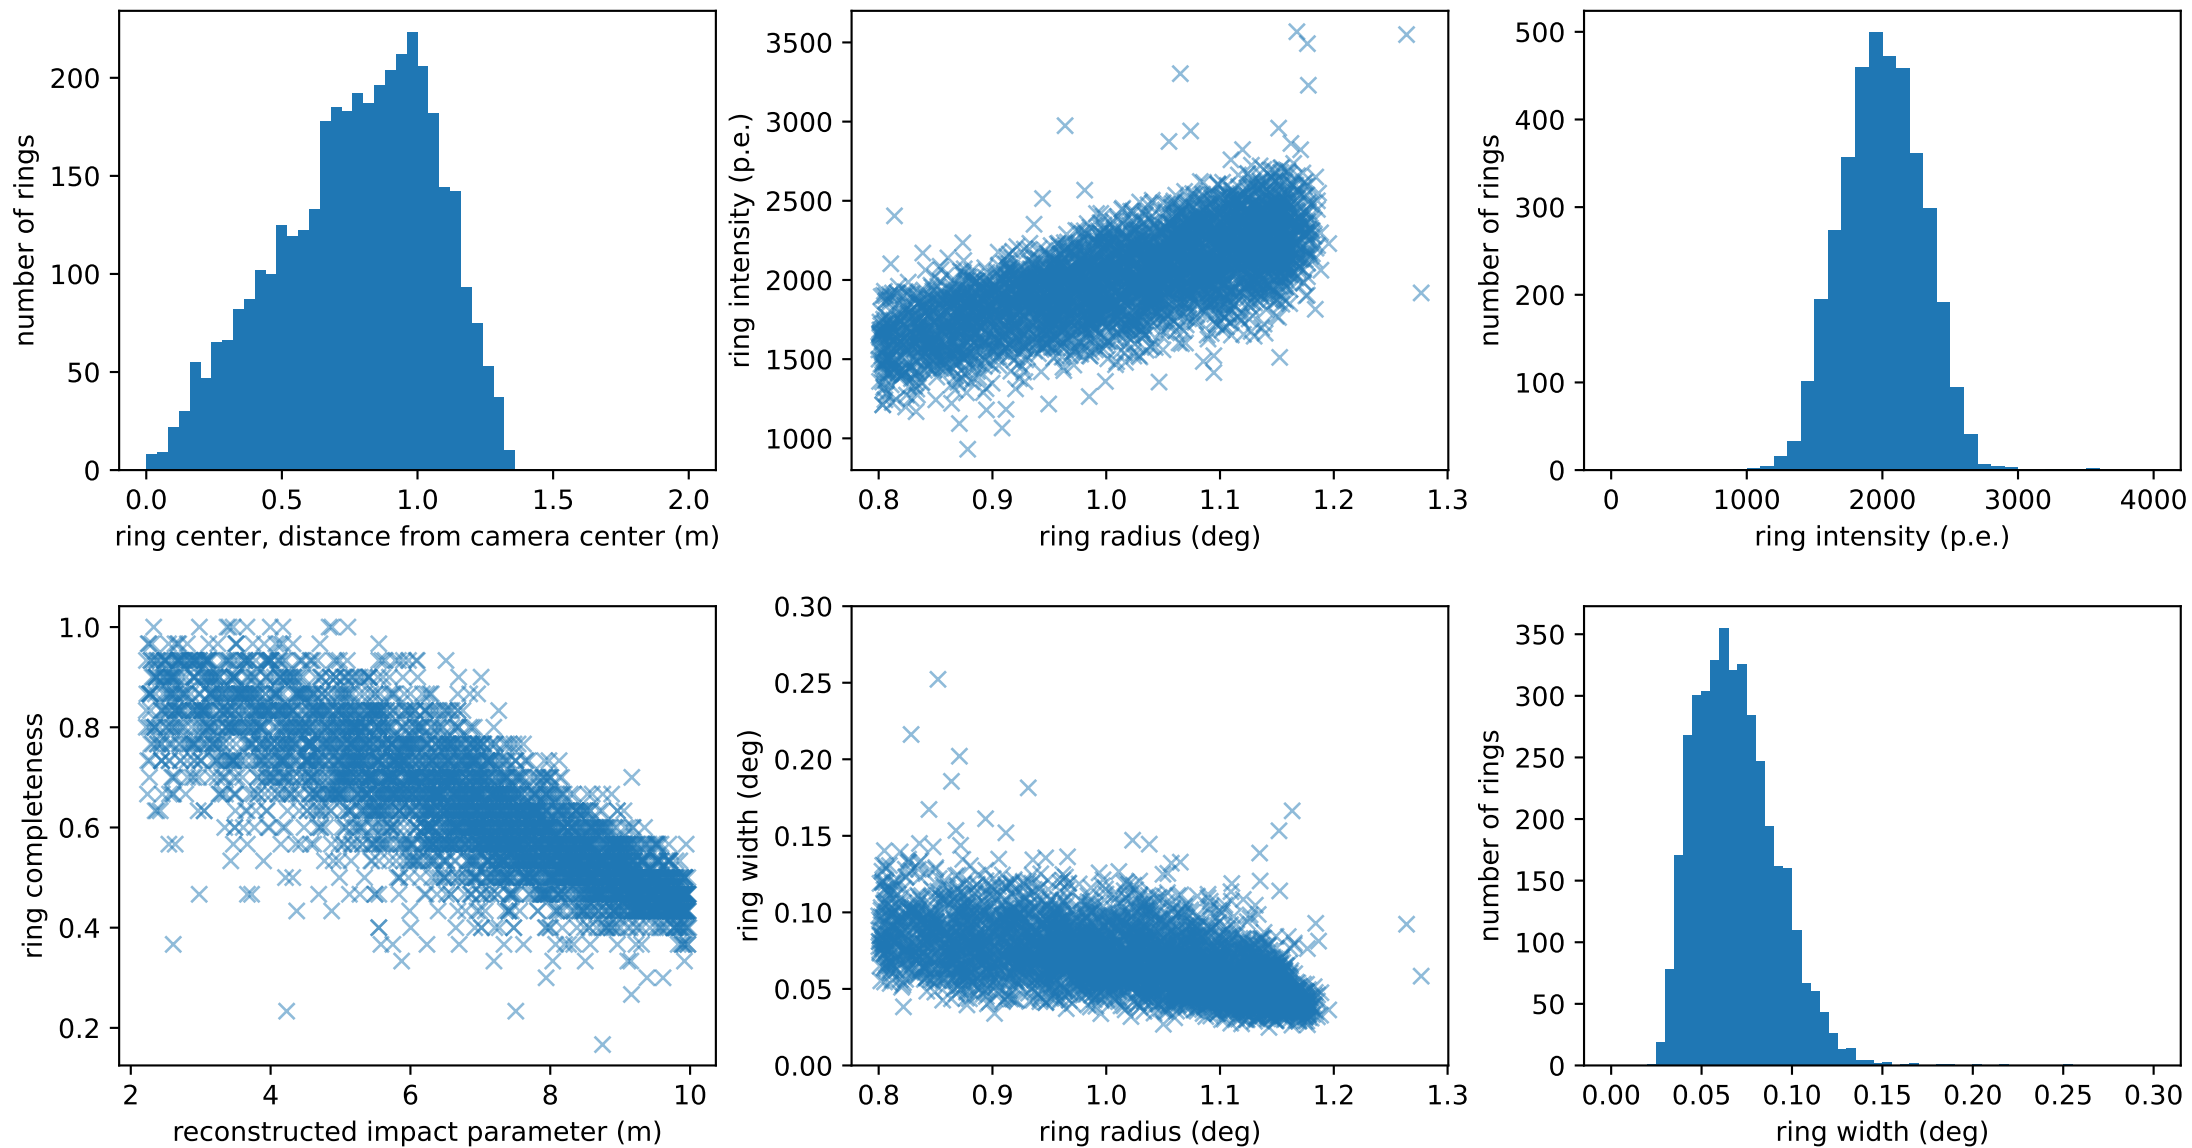 number of rings
200
150
100
50
0
0.0 0.5 1.0 1.5 2.0
ring center, distance from camera center (m)
ring intensity (p.e.)
3500
3000
2500
2000
1500
1000
0.8 0.9 1.0 1.1 1.2 1.3
ring radius (deg)
number of rings
500
400
300
200
100
0
0 1000 2000 3000 4000
ring intensity (p.e.)
ring completeness
1.0
0.8
0.6
0.4
0.2
2 4 6 8 10
reconstructed impact parameter (m)
ring width (deg)
0.30
0.25
0.20
0.15
0.10
0.05
0.00
0.8 0.9 1.0 1.1 1.2 1.3
ring radius (deg)
number of rings
350
300
250
200
150
100
50
0
0.00 0.05 0.10 0.15 0.20 0.25 0.30
ring width (deg)